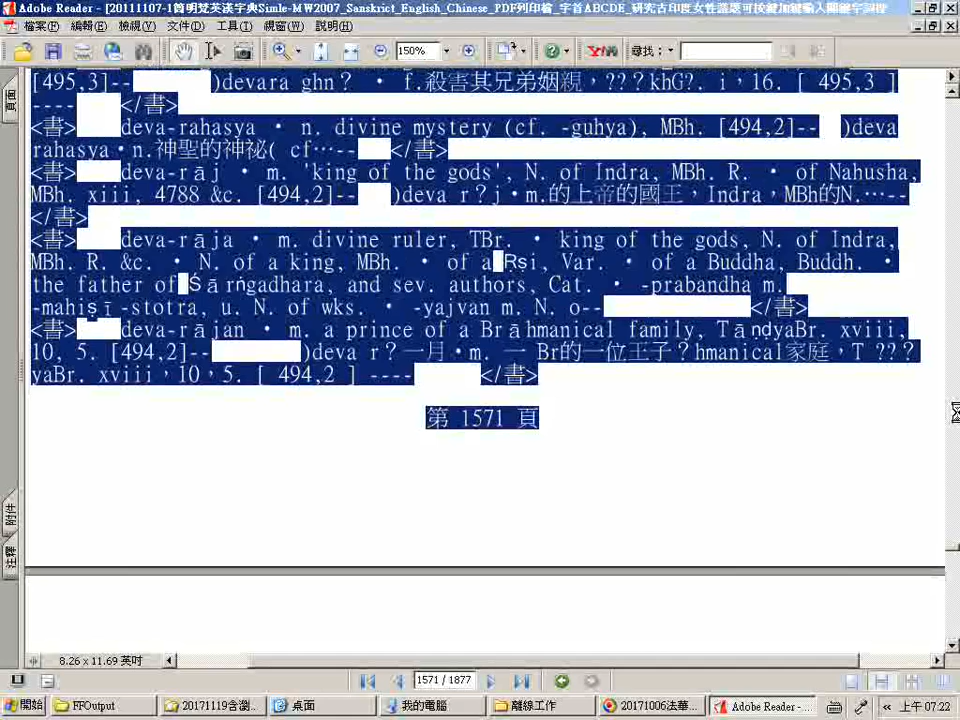 Adobe Reader - [20111107-1簡明梵英漢字典Simle-MW2007_Sanskrict_English_Chinese_PDF列印檔_字首ABCDE_研究古印度女性議題可按鍵加鍵輸入關鍵字詞搜
檔案(F) 編輯(E) 檢視(V) 文件(D) 工具(T) 視窗(W) 說明(H)
150% 尋找：
頁面
[495,3]-- )devara ghn？ ‧ f.殺害其兄弟姻親，??？khG?. i，16. [ 495,3 ]
---- </書>
<書> deva-rahasya ‧ n. divine mystery (cf. -guhya), MBh. [494,2]-- )deva
rahasya‧n.神聖的神祕( cf…-- </書>
<書> deva-rāj ‧ m. 'king of the gods', N. of Indra, MBh. R. ‧ of Nahusha,
MBh. xiii, 4788 &c. [494,2]-- )deva r？j‧m.的上帝的國王，Indra，MBh的N.…--
</書>
<書> deva-rāja ‧ m. divine ruler, TBr. ‧ king of the gods, N. of Indra,
MBh. R. &c. ‧ N. of a king, MBh. ‧ of a Ṛṣi, Var. ‧ of a Buddha, Buddh. ‧
the father of Śārṅgadhara, and sev. authors, Cat. ‧ -prabandha m.
-mahiṣī-stotra, u. N. of wks. ‧ -yajvan m. N. o-- </書>
<書> deva-rājan ‧ m. a prince of a Brāhmanical family, TāṇḍyaBr. xviii,
10, 5. [494,2]-- )deva r？一月‧m. 一 Br的一位王子？hmanical家庭，T ??？
yaBr. xviii，10，5. [ 494,2 ] ---- </書>
第 1571 頁
附件
注釋
8.26 x 11.69 英吋
1571 / 1877
開始 FFOutput 20171119含瀏... 桌面 我的電腦 離線工作 20171006法華... Adobe Reader - [... 上午 07:22